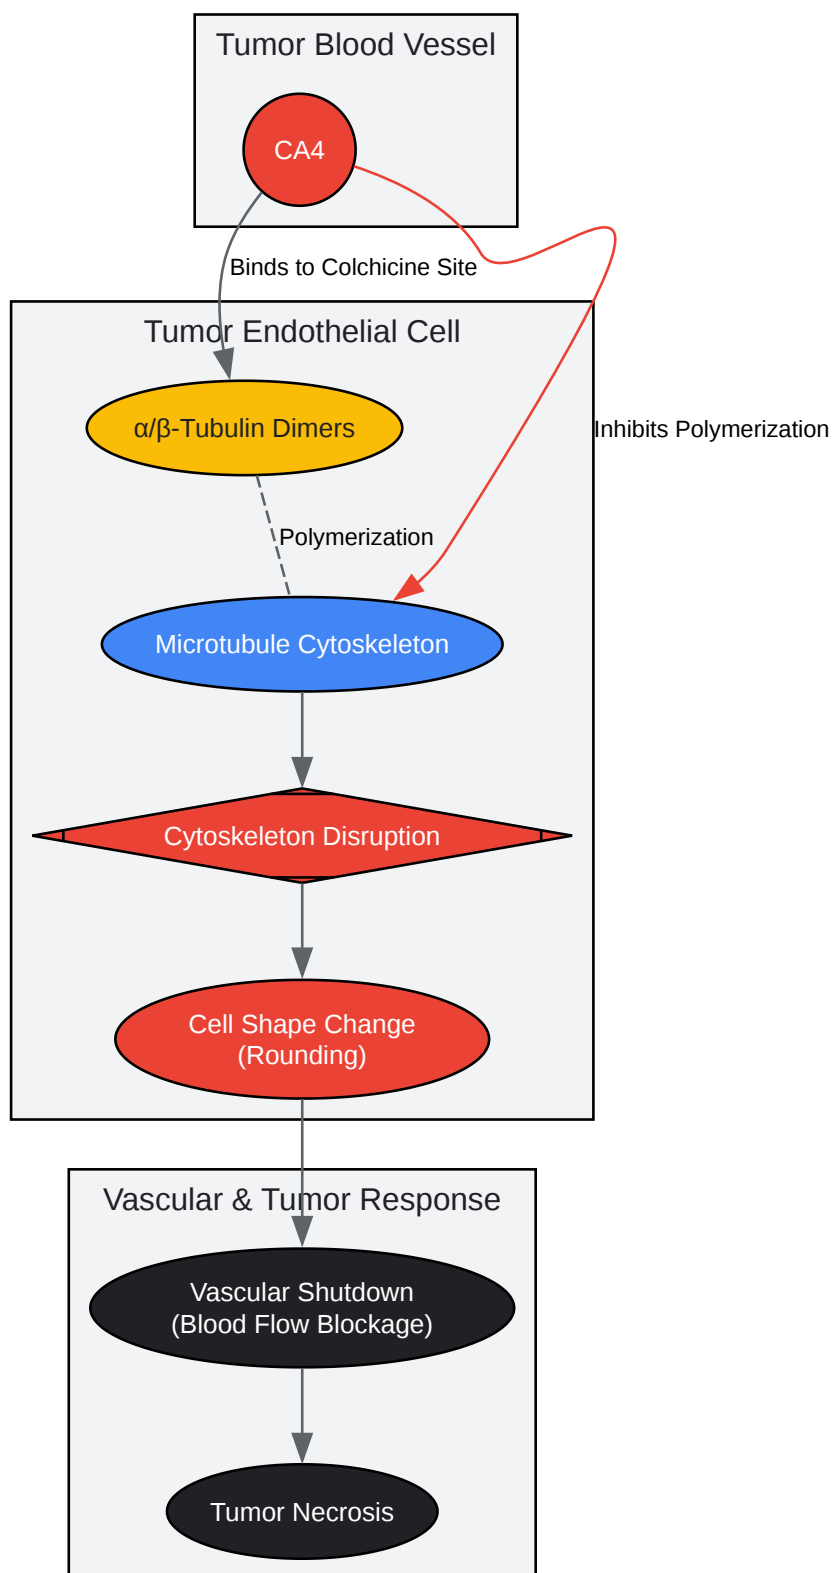 Tumor Blood Vessel
CA4
Binds to Colchicine Site
Tumor Endothelial Cell
α/β-Tubulin Dimers
Inhibits Polymerization
Polymerization
Microtubule Cytoskeleton
Cytoskeleton Disruption
Cell Shape Change
(Rounding)
Vascular & Tumor Response
Vascular Shutdown
(Blood Flow Blockage)
Tumor Necrosis